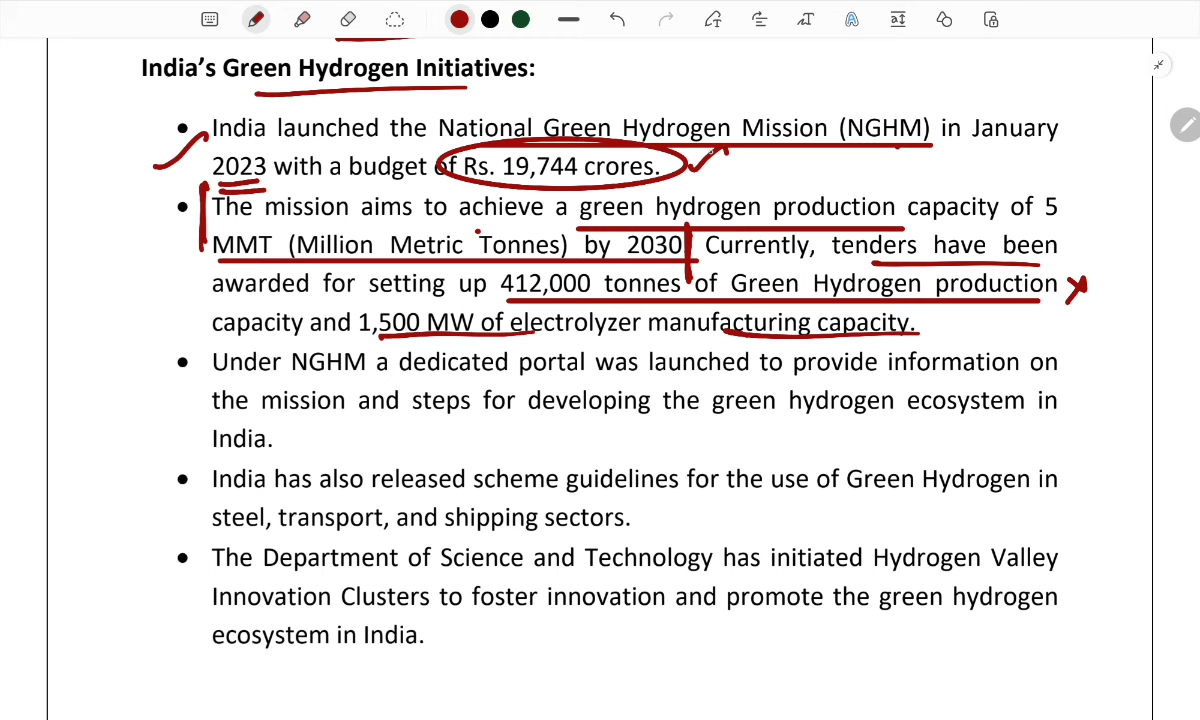 India's Green Hydrogen Initiatives:
• India launched the National Green Hydrogen Mission (NGHM) in January
2023 with a budget of Rs. 19,744 crores.
• The mission aims to achieve a green hydrogen production capacity of 5
MMT (Million Metric Tonnes) by 2030. Currently, tenders have been
awarded for setting up 412,000 tonnes of Green Hydrogen production
capacity and 1,500 MW of electrolyzer manufacturing capacity.
• Under NGHM a dedicated portal was launched to provide information on
the mission and steps for developing the green hydrogen ecosystem in
India.
• India has also released scheme guidelines for the use of Green Hydrogen in
steel, transport, and shipping sectors.
• The Department of Science and Technology has initiated Hydrogen Valley
Innovation Clusters to foster innovation and promote the green hydrogen
ecosystem in India.